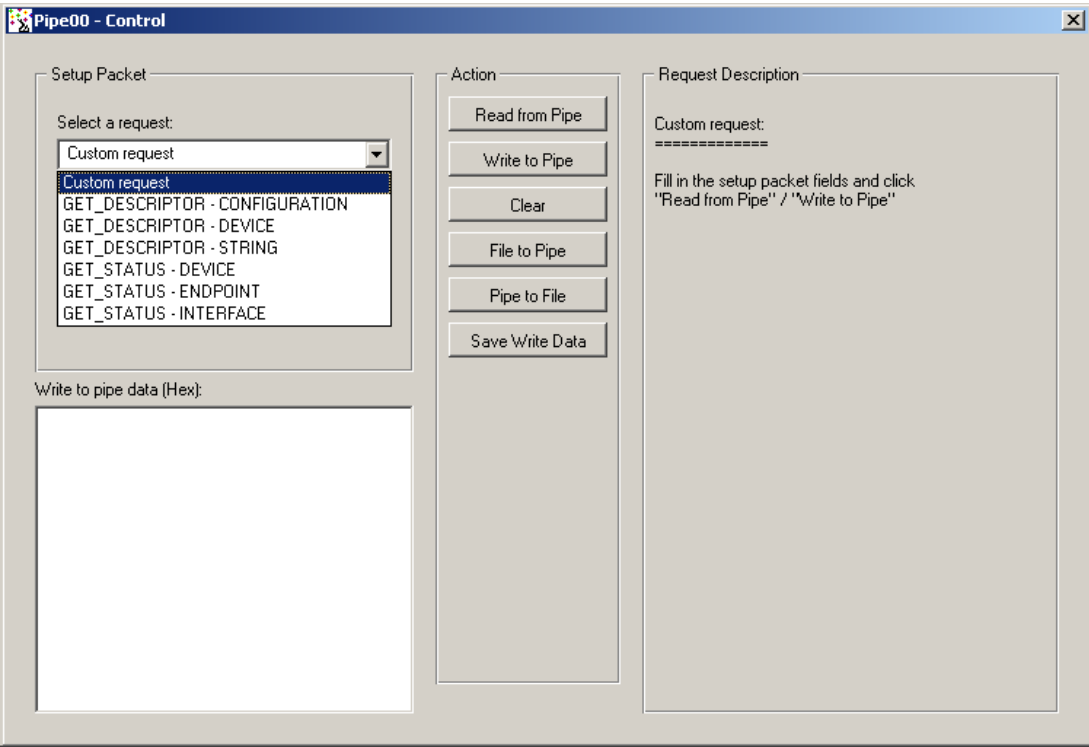 Pipe00 - Control
Setup Packet
Select a request:
Custom request
Custom request
GET_DESCRIPTOR - CONFIGURATION
GET_DESCRIPTOR - DEVICE
GET_DESCRIPTOR - STRING
GET_STATUS - DEVICE
GET_STATUS - ENDPOINT
GET_STATUS - INTERFACE
Write to pipe data (Hex):
Action
Read from Pipe
Write to Pipe
Clear
File to Pipe
Pipe to File
Save Write Data
Request Description
Custom request:
=============
Fill in the setup packet fields and click
"Read from Pipe" / "Write to Pipe"